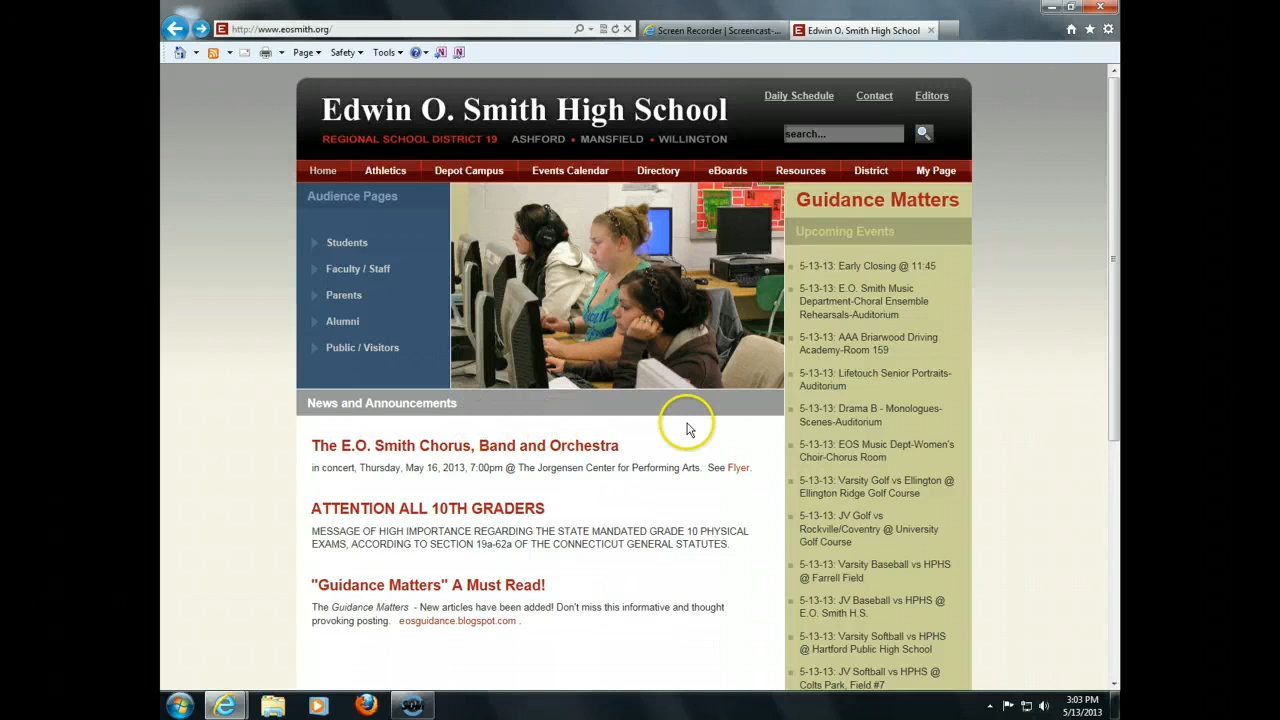 http://www.eosmith.org/
Screen Recorder | Screencast-...
Edwin O. Smith High School
Page
Safety
Tools
Edwin O. Smith High School
REGIONAL SCHOOL DISTRICT 19 ASHFORD • MANSFIELD • WILLINGTON
Daily Schedule Contact Editors
search...
Home Athletics Depot Campus Events Calendar Directory eBoards Resources District My Page
Audience Pages
Students
Faculty / Staff
Parents
Alumni
Public / Visitors
News and Announcements
The E.O. Smith Chorus, Band and Orchestra
in concert, Thursday, May 16, 2013, 7:00pm @ The Jorgensen Center for Performing Arts. See Flyer.
ATTENTION ALL 10TH GRADERS
MESSAGE OF HIGH IMPORTANCE REGARDING THE STATE MANDATED GRADE 10 PHYSICAL
EXAMS, ACCORDING TO SECTION 19a-62a OF THE CONNECTICUT GENERAL STATUTES.
"Guidance Matters" A Must Read!
The Guidance Matters - New articles have been added! Don't miss this informative and thought
provoking posting. eosguidance.blogspot.com .
Guidance Matters
Upcoming Events
5-13-13: Early Closing @ 11:45
5-13-13: E.O. Smith Music
Department-Choral Ensemble
Rehersals-Auditorium
5-13-13: AAA Briarwood Driving
Academy-Room 159
5-13-13: Lifetouch Senior Portraits-
Auditorium
5-13-13: Drama B - Monologues-
Scenes-Auditorium
5-13-13: EOS Music Dept-Women's
Choir-Chorus Room
5-13-13: Varsity Golf vs Ellington @
Ellington Ridge Golf Course
5-13-13: JV Golf vs
Rockville/Coventry @ University
Golf Course
5-13-13: Varsity Baseball vs HPHS
@ Farrell Field
5-13-13: JV Baseball vs HPHS @
E.O. Smith H.S.
5-13-13: Varsity Softball vs HPHS
@ Hartford Public High School
5-13-13: JV Softball vs HPHS @
Colts Park, Field #7
3:03 PM
5/13/2013